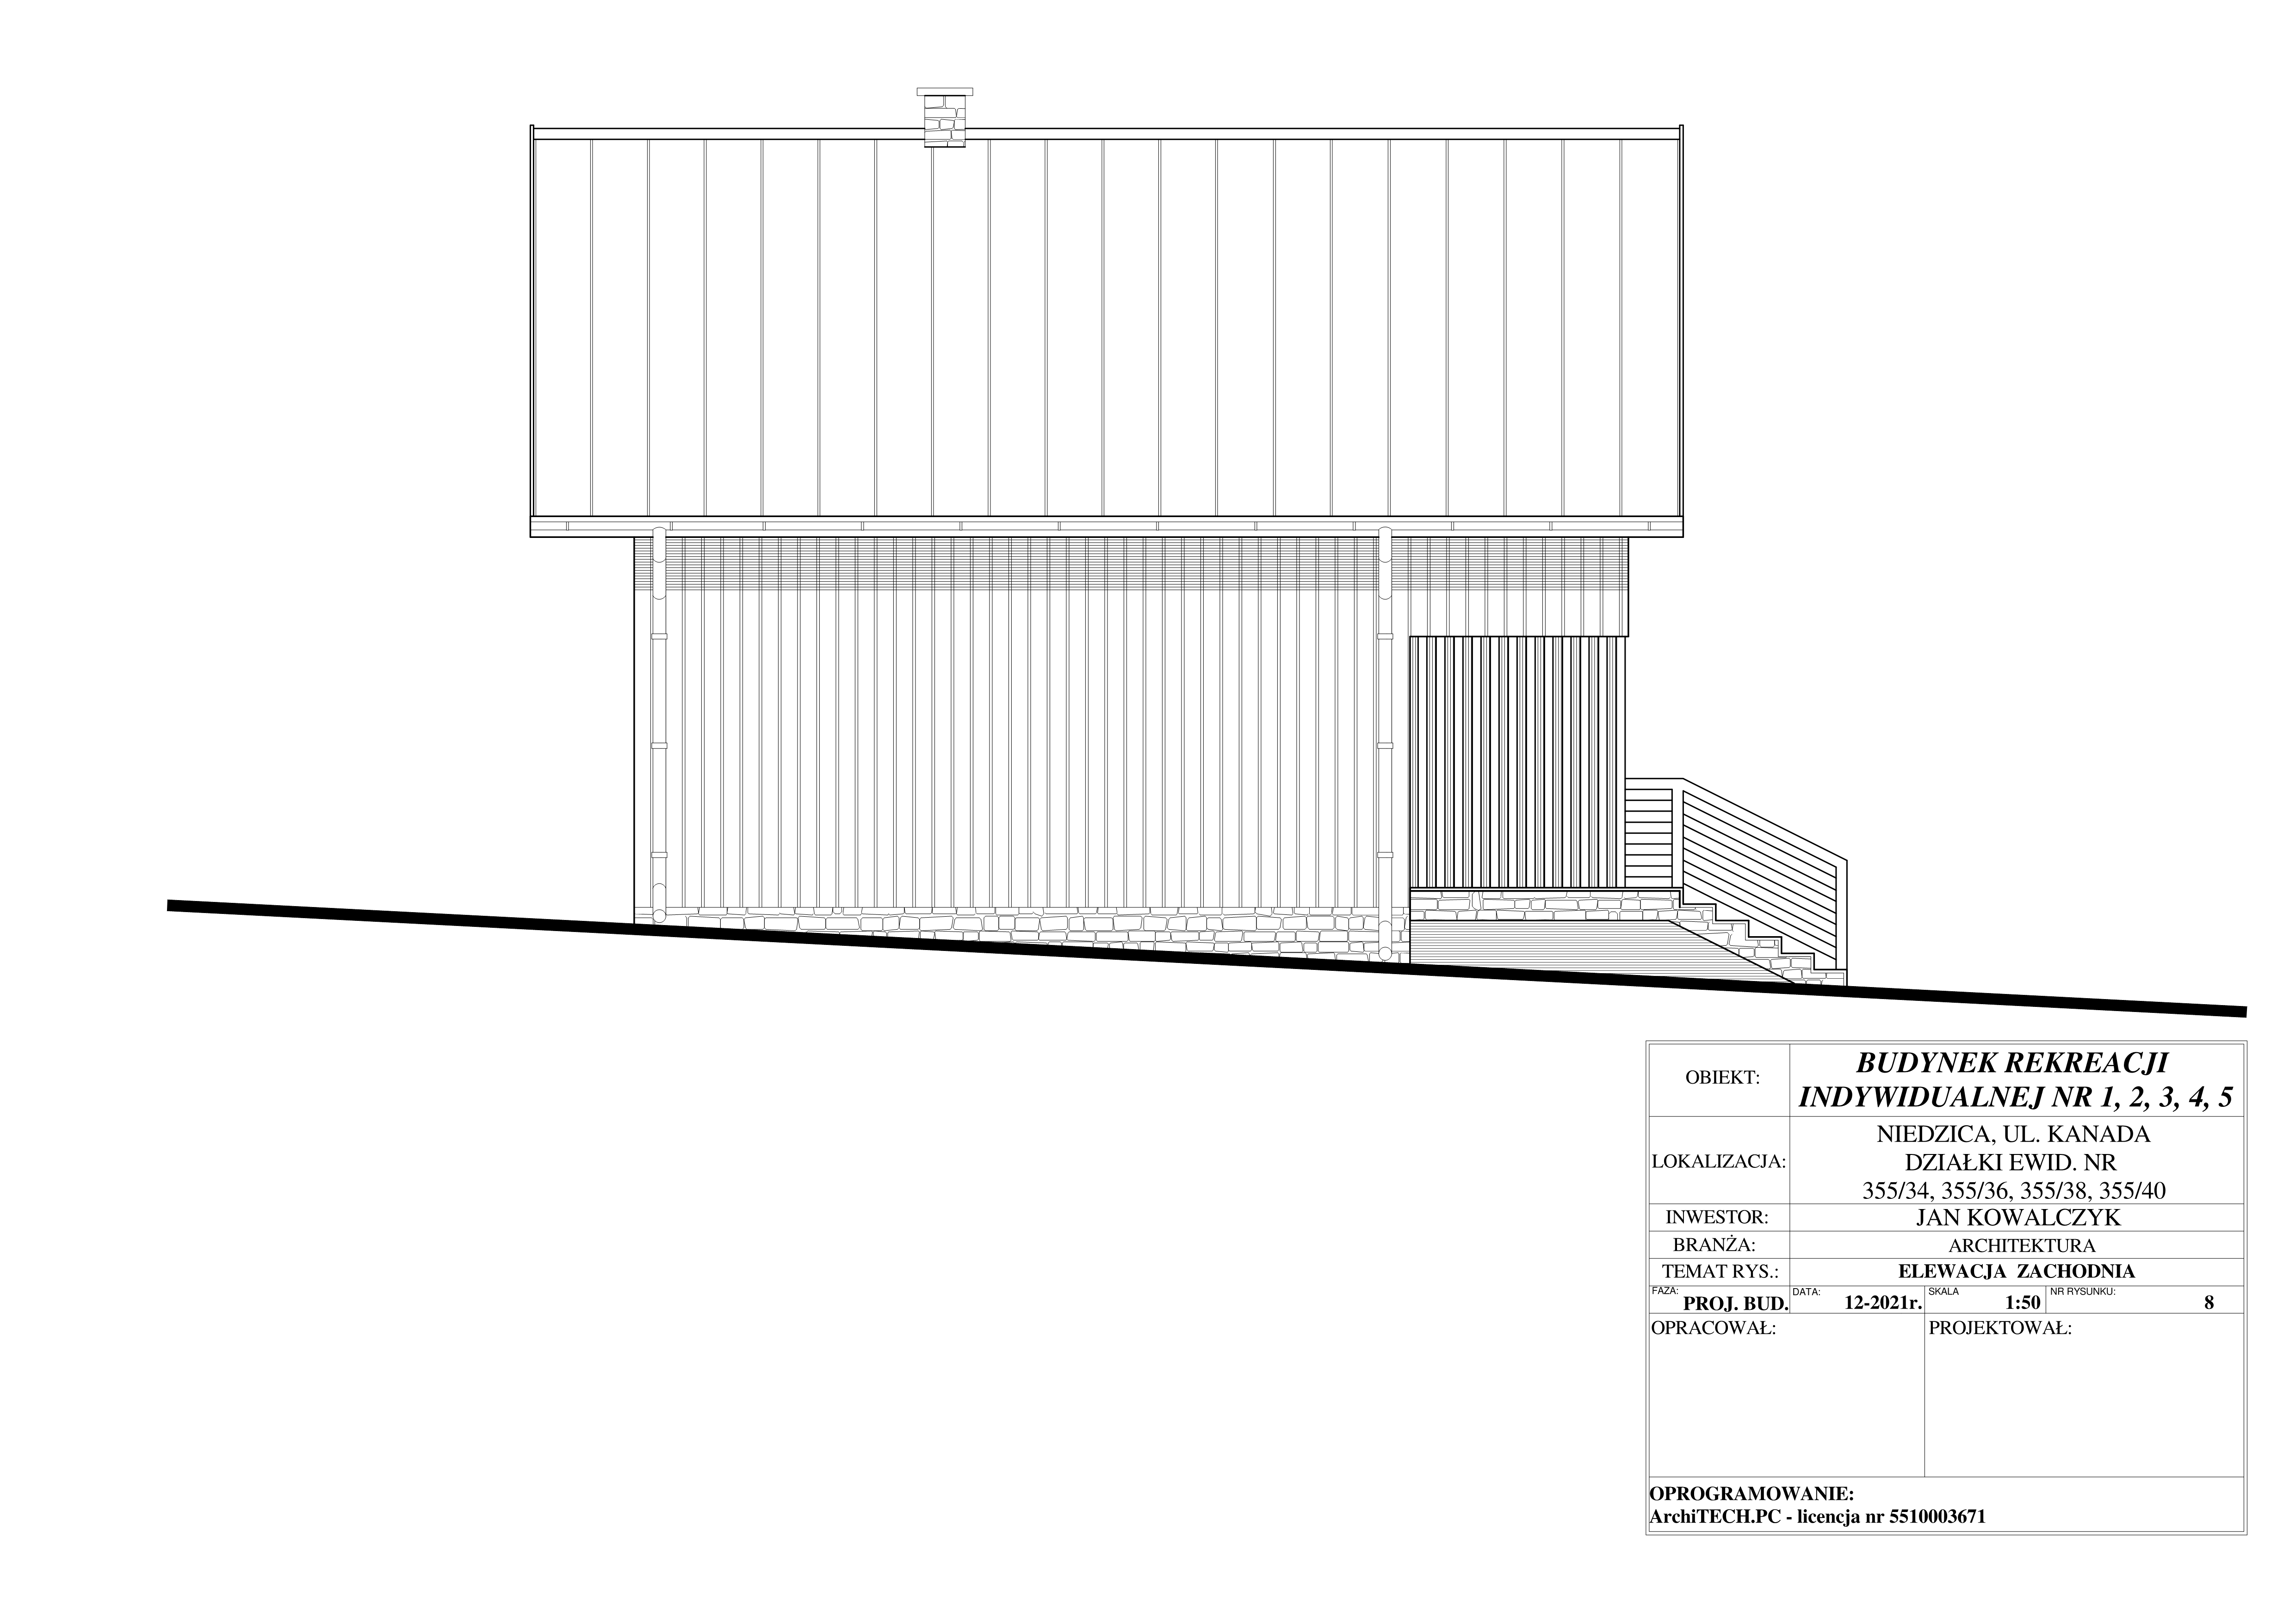 OBIEKT:
BUDYNEK REKREACJI
INDYWIDUALNEJ NR 1, 2, 3, 4, 5
LOKALIZACJA:
NIEDZICA, UL. KANADA
DZIAŁKI EWID. NR
355/34, 355/36, 355/38, 355/40
INWESTOR: JAN KOWALCZYK
BRANŻA: ARCHITEKTURA
TEMAT RYS.: ELEWACJA ZACHODNIA
FAZA: PROJ. BUD. DATA: 12-2021r. SKALA 1:50 NR RYSUNKU: 8
OPRACOWAŁ: PROJEKTOWAŁ:
OPROGRAMOWANIE:
ArchiTECH.PC - licencja nr 5510003671